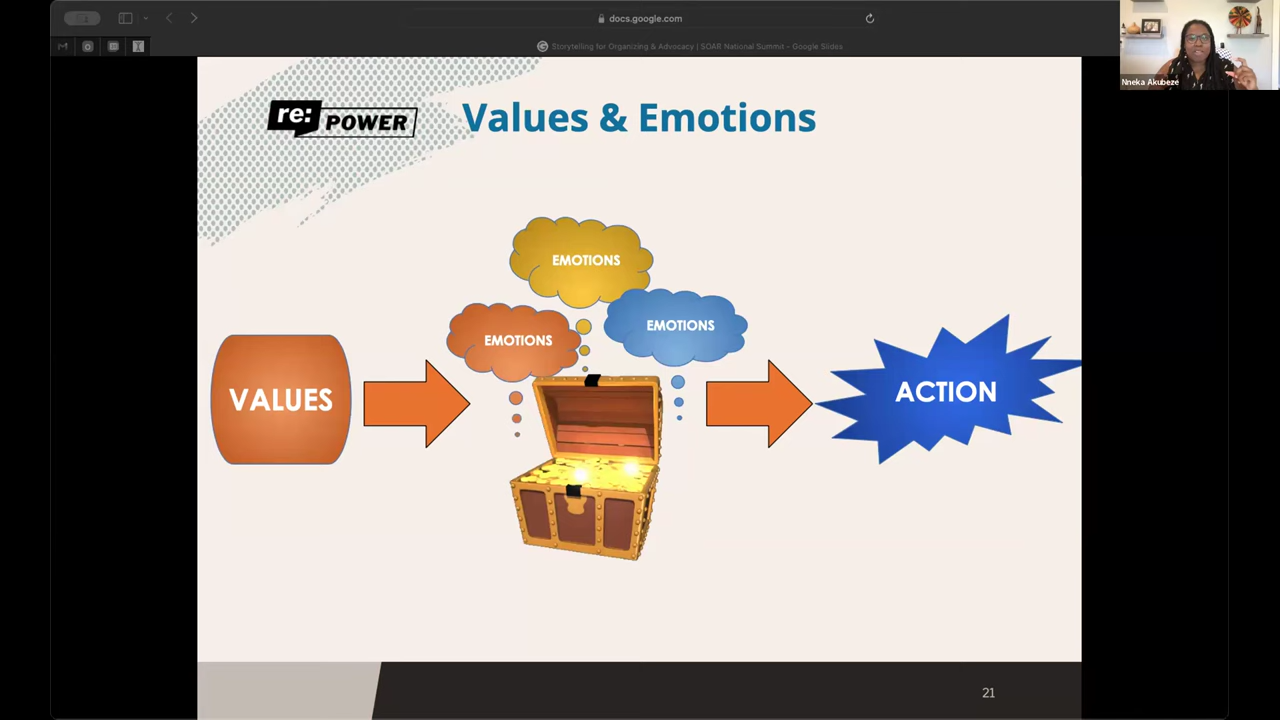 docs.google.com
Storytelling for Organizing & Advocacy | SOAR National Summit - Google Slides
Nneka Akubeze
re:
POWER
Values & Emotions
EMOTIONS
EMOTIONS
EMOTIONS
VALUES
ACTION
21